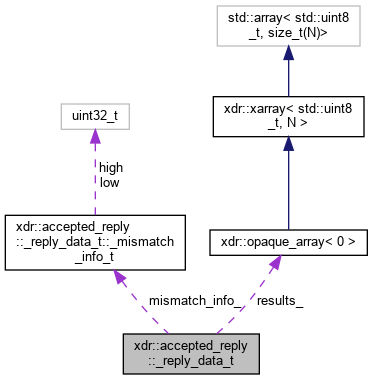 std::array< std::uint8
_t, size_t(N)>
xdr::xarray< std::uint8
_t, N >
uint32_t
high
low
xdr::accepted_reply
::_reply_data_t::_mismatch
_info_t
xdr::opaque_array< 0 >
mismatch_info_
results_
xdr::accepted_reply
::_reply_data_t